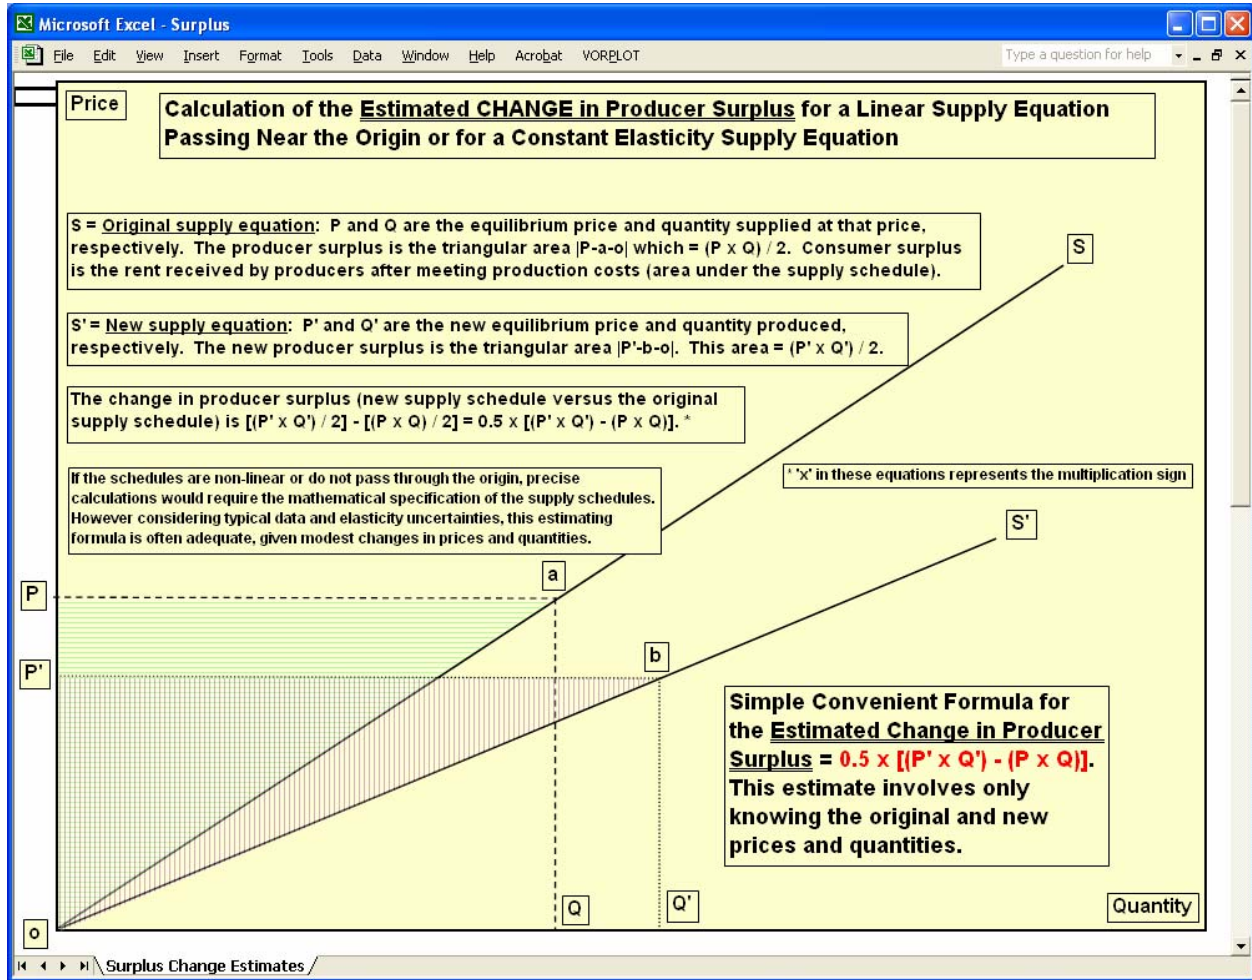 Microsoft Excel - Surplus
File Edit View Insert Format Tools Data Window Help Acrobat VORPLOT Type a question for help
Price
Calculation of the Estimated CHANGE in Producer Surplus for a Linear Supply Equation
Passing Near the Origin or for a Constant Elasticity Supply Equation
S = Original supply equation: P and Q are the equilibrium price and quantity supplied at that price,
respectively. The producer surplus is the triangular area |P-a-o| which = (P x Q) / 2. Consumer surplus
is the rent received by producers after meeting production costs (area under the supply schedule).
S
S' = New supply equation: P' and Q' are the new equilibrium price and quantity produced,
respectively. The new producer surplus is the triangular area |P'-b-o|. This area = (P' x Q') / 2.
The change in producer surplus (new supply schedule versus the original
supply schedule) is [(P' x Q') / 2] - [(P x Q) / 2] = 0.5 x [(P' x Q') - (P x Q)]. *
If the schedules are non-linear or do not pass through the origin, precise
calculations would require the mathematical specification of the supply schedules.
However considering typical data and elasticity uncertainties, this estimating
formula is often adequate, given modest changes in prices and quantities.
* 'x' in these equations represents the multiplication sign
S'
a
P
b
P'
Simple Convenient Formula for
the Estimated Change in Producer
Surplus = 0.5 x [(P' x Q') - (P x Q)].
This estimate involves only
knowing the original and new
prices and quantities.
Q
Q'
Quantity
o
Surplus Change Estimates